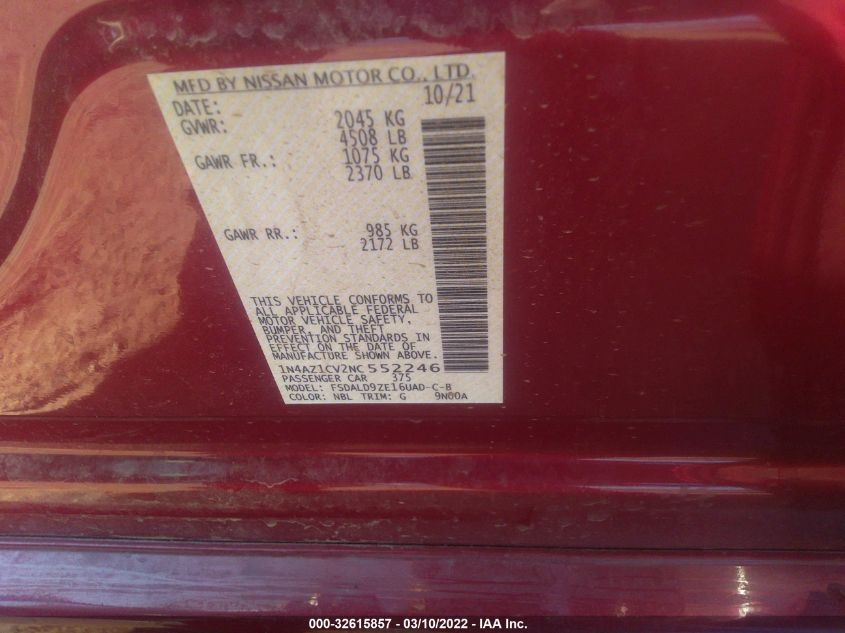 MFD BY NISSAN MOTOR CO., LTD.
DATE: 10/21
GVWR: 2045 KG
4508 LB
GAWR FR.: 1075 KG
2370 LB
GAWR RR.: 985 KG
2172 LB
THIS VEHICLE CONFORMS TO
ALL APPLICABLE FEDERAL
MOTOR VEHICLE SAFETY,
BUMPER, AND THEFT
PREVENTION STANDARDS IN
EFFECT ON THE DATE OF
MANUFACTURE SHOWN ABOVE.
1N4AZ1CV2NC552246
PASSENGER CAR 375
MODEL: FSDALD9ZE16UAD-C-B
COLOR: NBL TRIM: G 9N00A
000-32615857 - 03/10/2022 - IAA Inc.